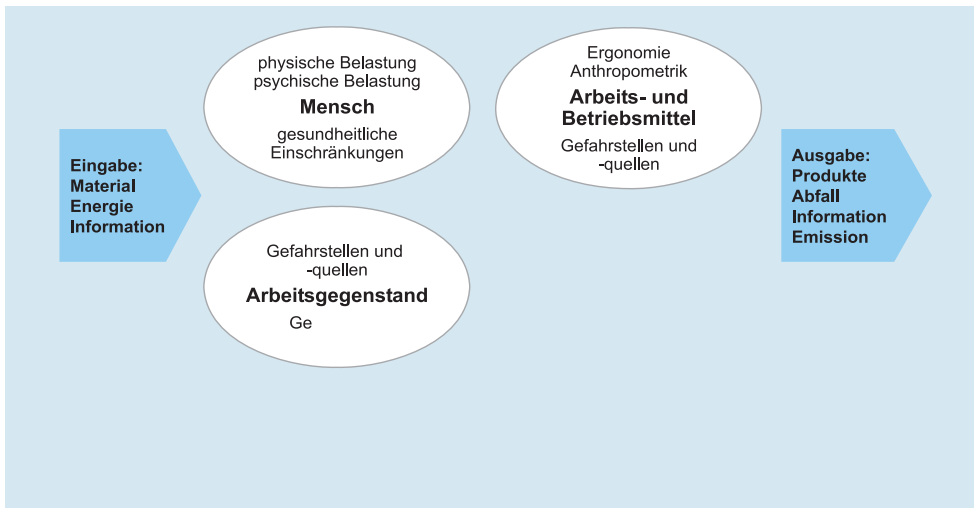 Eingabe:
Material
Energie
Information
physische Belastung
psychische Belastung
Mensch
gesundheitliche
Einschränkungen
Ergonomie
Anthropometrik
Arbeits- und
Betriebsmittel
Gefahrstellen und
-quellen
Gefahrstellen und
-quellen
Arbeitsgegenstand
Ge
Ausgabe:
Produkte
Abfall
Information
Emission